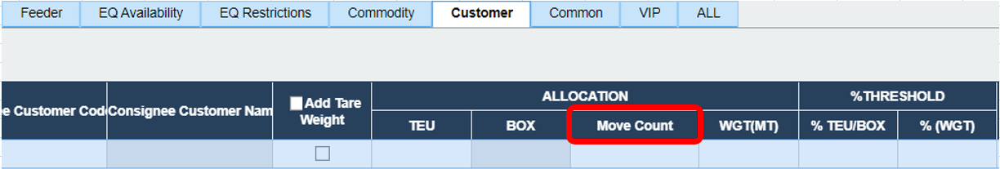 Feeder EQ Availability EQ Restrictions Commodity Customer Common VIP ALL
e Customer Cod Consignee Customer Nam Add Tare Weight ALLOCATION %THRESHOLD
TEU BOX Move Count WGT(MT) % TEU/BOX % (WGT)